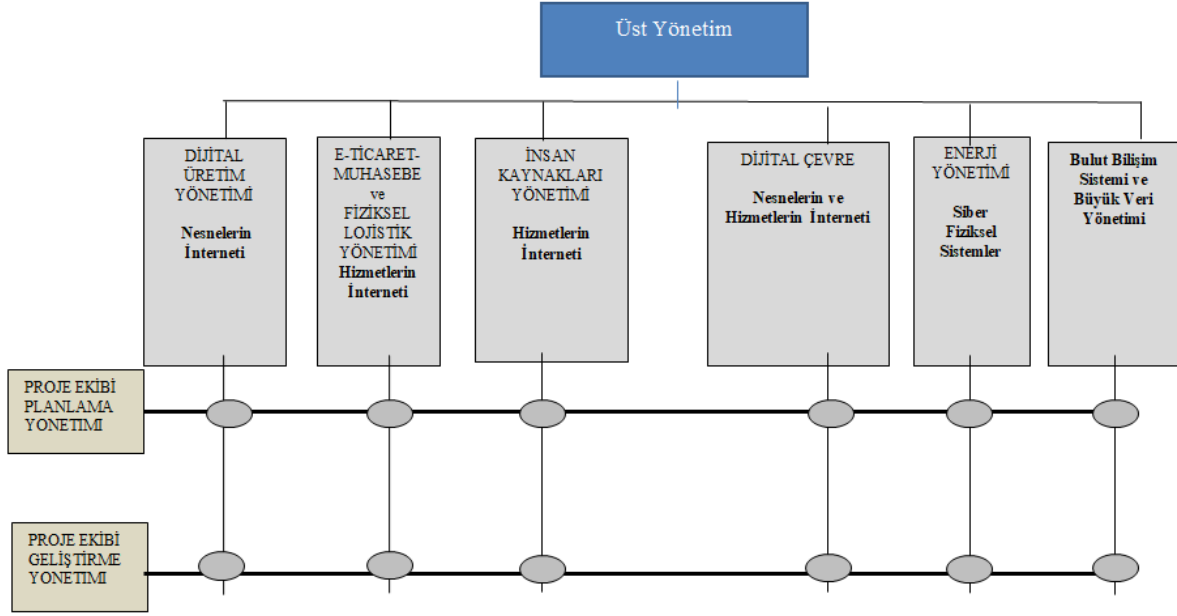 Üst Yönetim
DİJİTAL
ÜRETİM
YÖNETİMİ
Nesnelerin
İnterneti
E-TİCARET-
MUHASEBE
ve
FİZİKSEL
LOJİSTİK
YÖNETİMİ
Hizmetlerin
İnterneti
İNSAN
KAYNAKLARI
YÖNETİMİ
Hizmetlerin
İnterneti
DİJİTAL ÇEVRE
Nesnelerin ve
Hizmetlerin İnterneti
ENERJİ
YÖNETİMİ
Siber
Fiziksel
Sistemler
Bulut Bilişim
Sistemi ve
Büyük Veri
Yönetimi
PROJE EKİBİ
PLANLAMA
YONETIMI
PROJE EKİBİ
GELİŞTİRME
YONETIMI